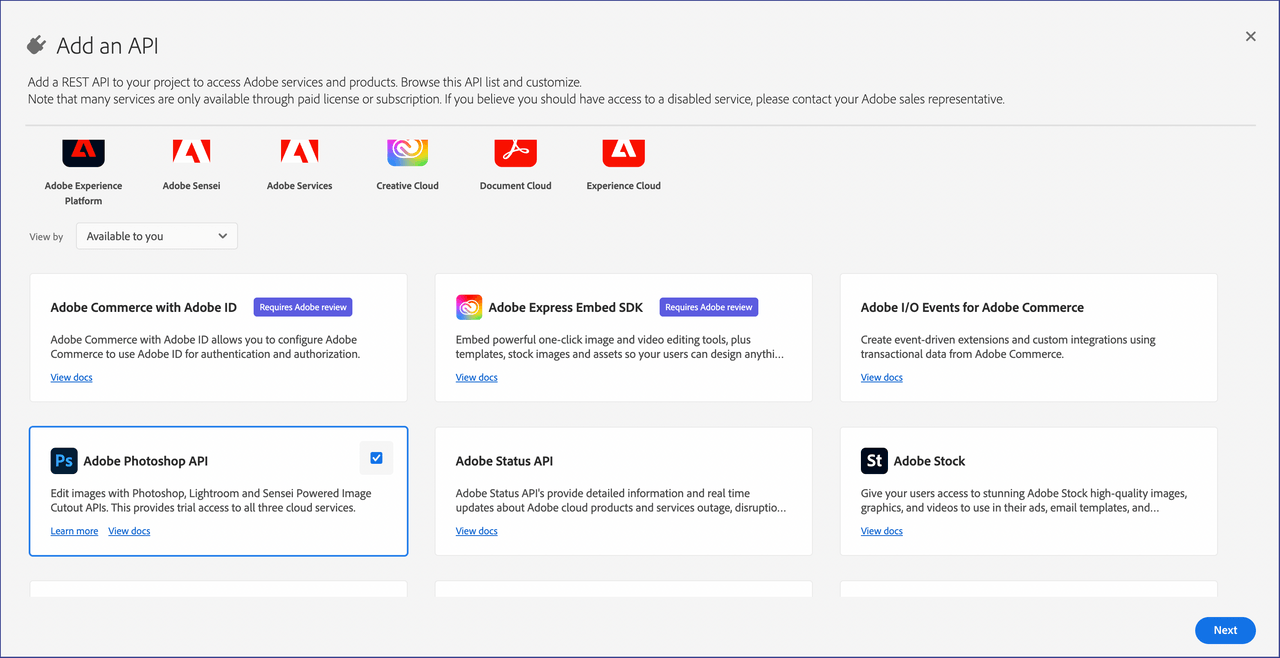 Add an API
Add a REST API to your project to access Adobe services and products. Browse this API list and customize.
Note that many services are only available through paid license or subscription. If you believe you should have access to a disabled service, please contact your Adobe sales representative.
Adobe Experience
Platform
Adobe Sensei
Adobe Services
Creative Cloud
Document Cloud
Experience Cloud
View by
Available to you
Adobe Commerce with Adobe ID
Requires Adobe review
Adobe Commerce with Adobe ID allows you to configure Adobe
Commerce to use Adobe ID for authentication and authorization.
View docs
Adobe Express Embed SDK
Requires Adobe review
Embed powerful one-click image and video editing tools, plus
templates, stock images and assets so your users can design anythi...
View docs
Adobe I/O Events for Adobe Commerce
Create event-driven extensions and custom integrations using
transactional data from Adobe Commerce.
View docs
Ps
Adobe Photoshop API
Edit images with Photoshop, Lightroom and Sensei Powered Image
Cutout APIs. This provides trial access to all three cloud services.
Learn more
View docs
Adobe Status API
Adobe Status API's provide detailed information and real time
updates about Adobe cloud products and services outage, disruptio...
View docs
St
Adobe Stock
Give your users access to stunning Adobe Stock high-quality images,
graphics, and videos to use in their ads, email templates, and...
View docs
Next